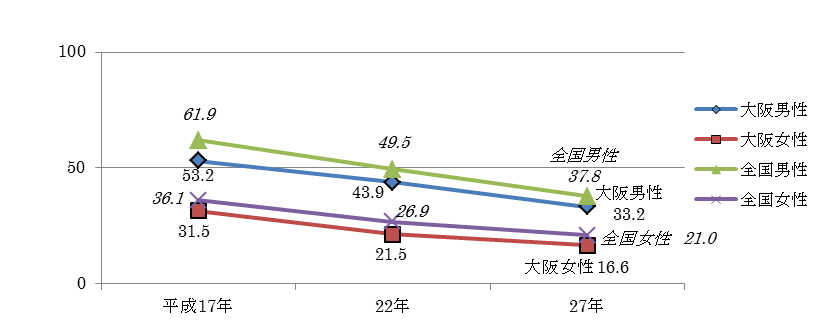 100
50
0
61.9
49.5
全国男性
37.8
53.2
43.9
大阪男性
33.2
36.1
26.9
全国女性 21.0
31.5
21.5
大阪女性 16.6
平成17年
22年
27年
大阪男性
大阪女性
全国男性
全国女性